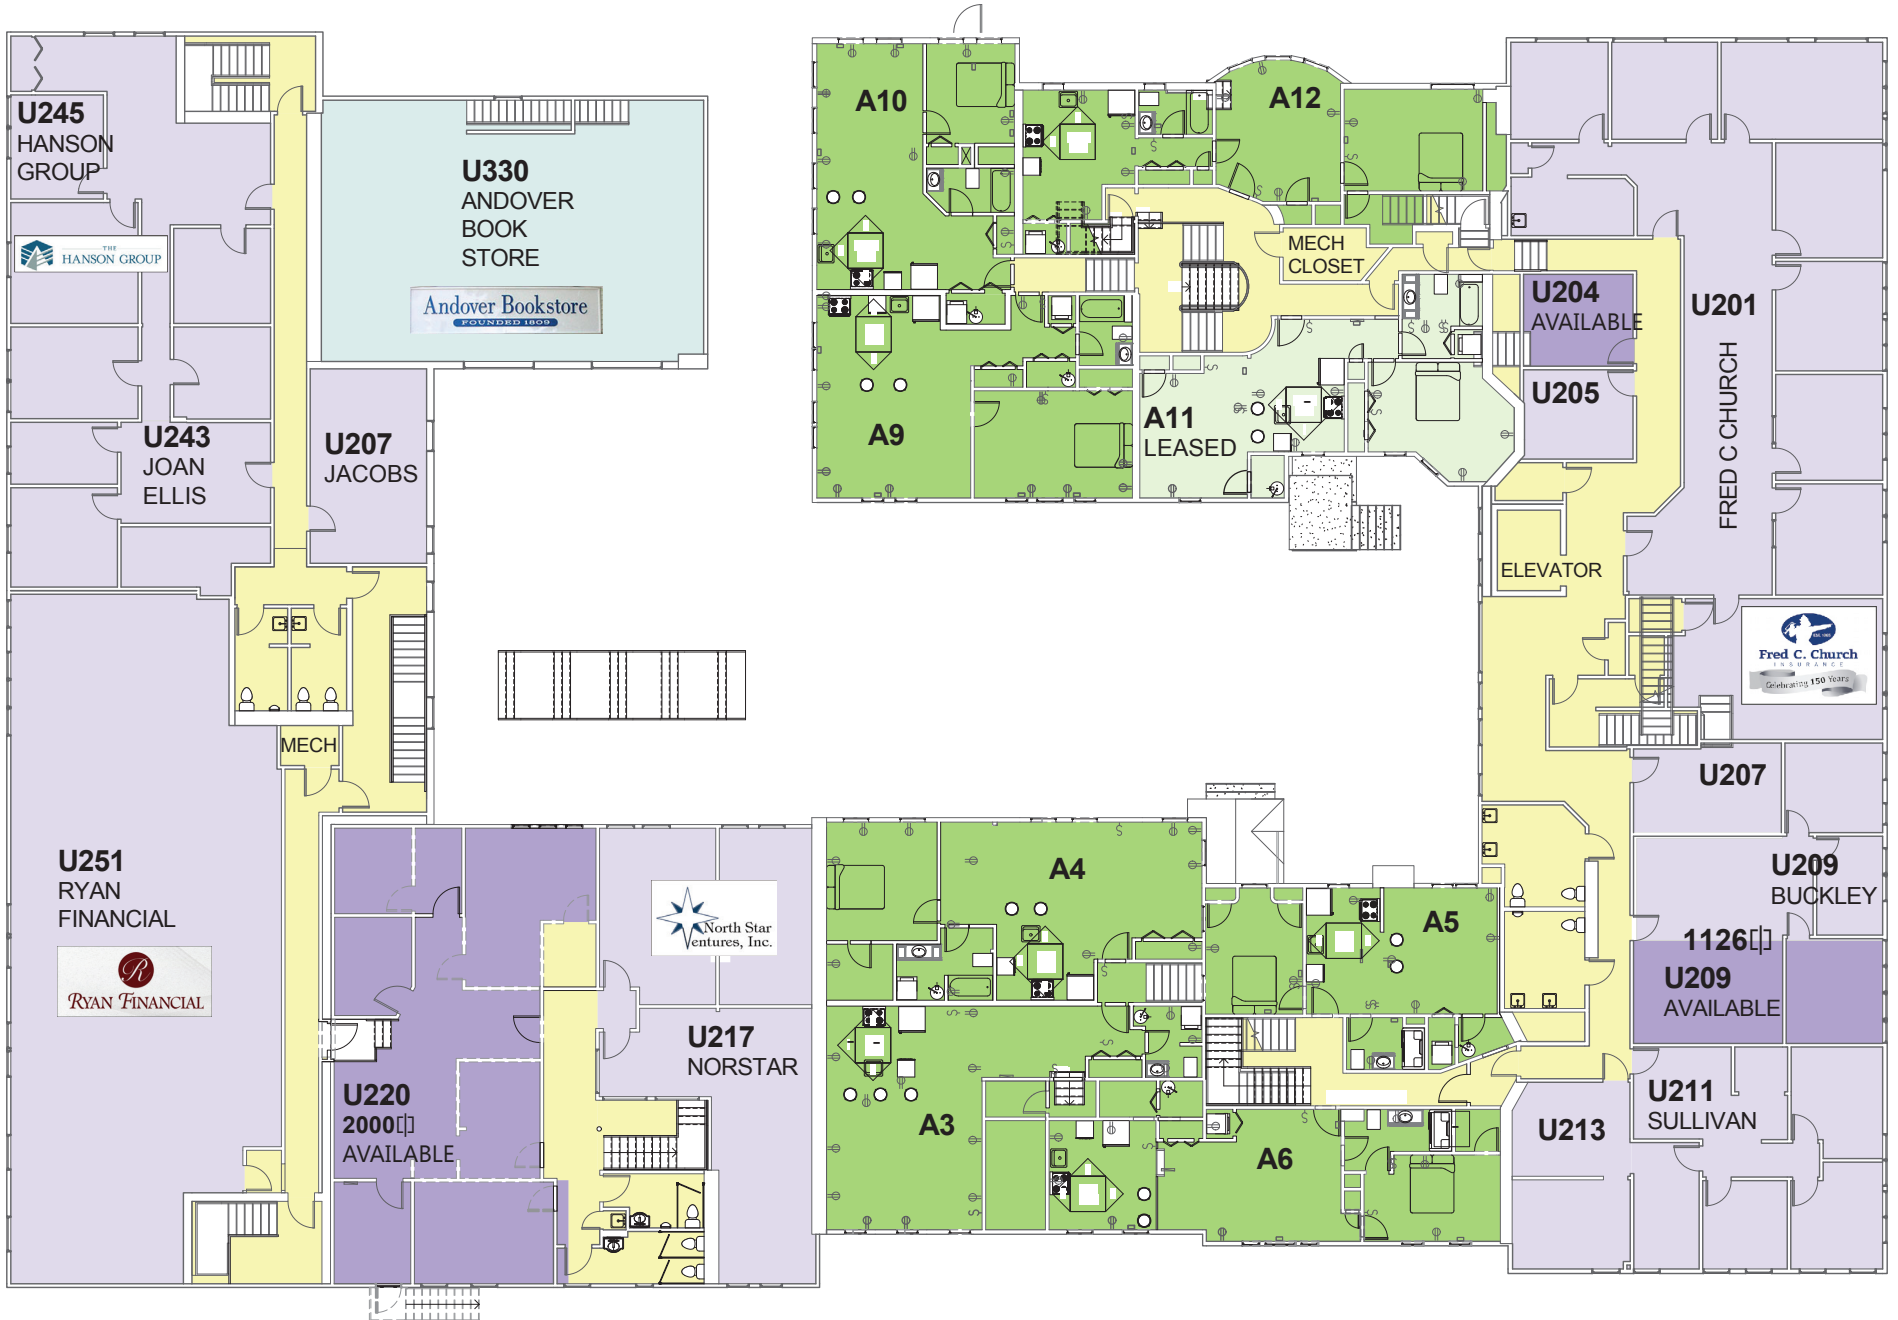 U245
HANSON
GROUP
THE
HANSON GROUP
U330
ANDOVER
BOOK
STORE
Andover Bookstore
FOUNDED 1809
U243
JOAN
ELLIS
U207
JACOBS
A10
A12
MECH
CLOSET
A9
A11
LEASED
U204
AVAILABLE
U205
U201
FRED C CHURCH
ELEVATOR
Fred C. Church
INSURANCE
Celebrating 150 Years
MECH
U251
RYAN
FINANCIAL
R
RYAN FINANCIAL
North Star
Ventures, Inc.
U217
NORSTAR
U220
2000
AVAILABLE
A4
A5
A3
A6
U207
U209
BUCKLEY
1126
U209
AVAILABLE
U211
SULLIVAN
U213